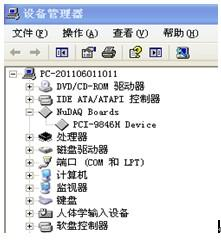 设备管理器
文件(F) 操作(A) 查看(V) 帮助(H)
PC-201106011011
DVD/CD-ROM 驱动器
IDE ATA/ATAPI 控制器
NuDAQ Boards
PCI-9846H Device
处理器
磁盘驱动器
端口 (COM 和 LPT)
计算机
监视器
键盘
人体学输入设备
软盘控制器